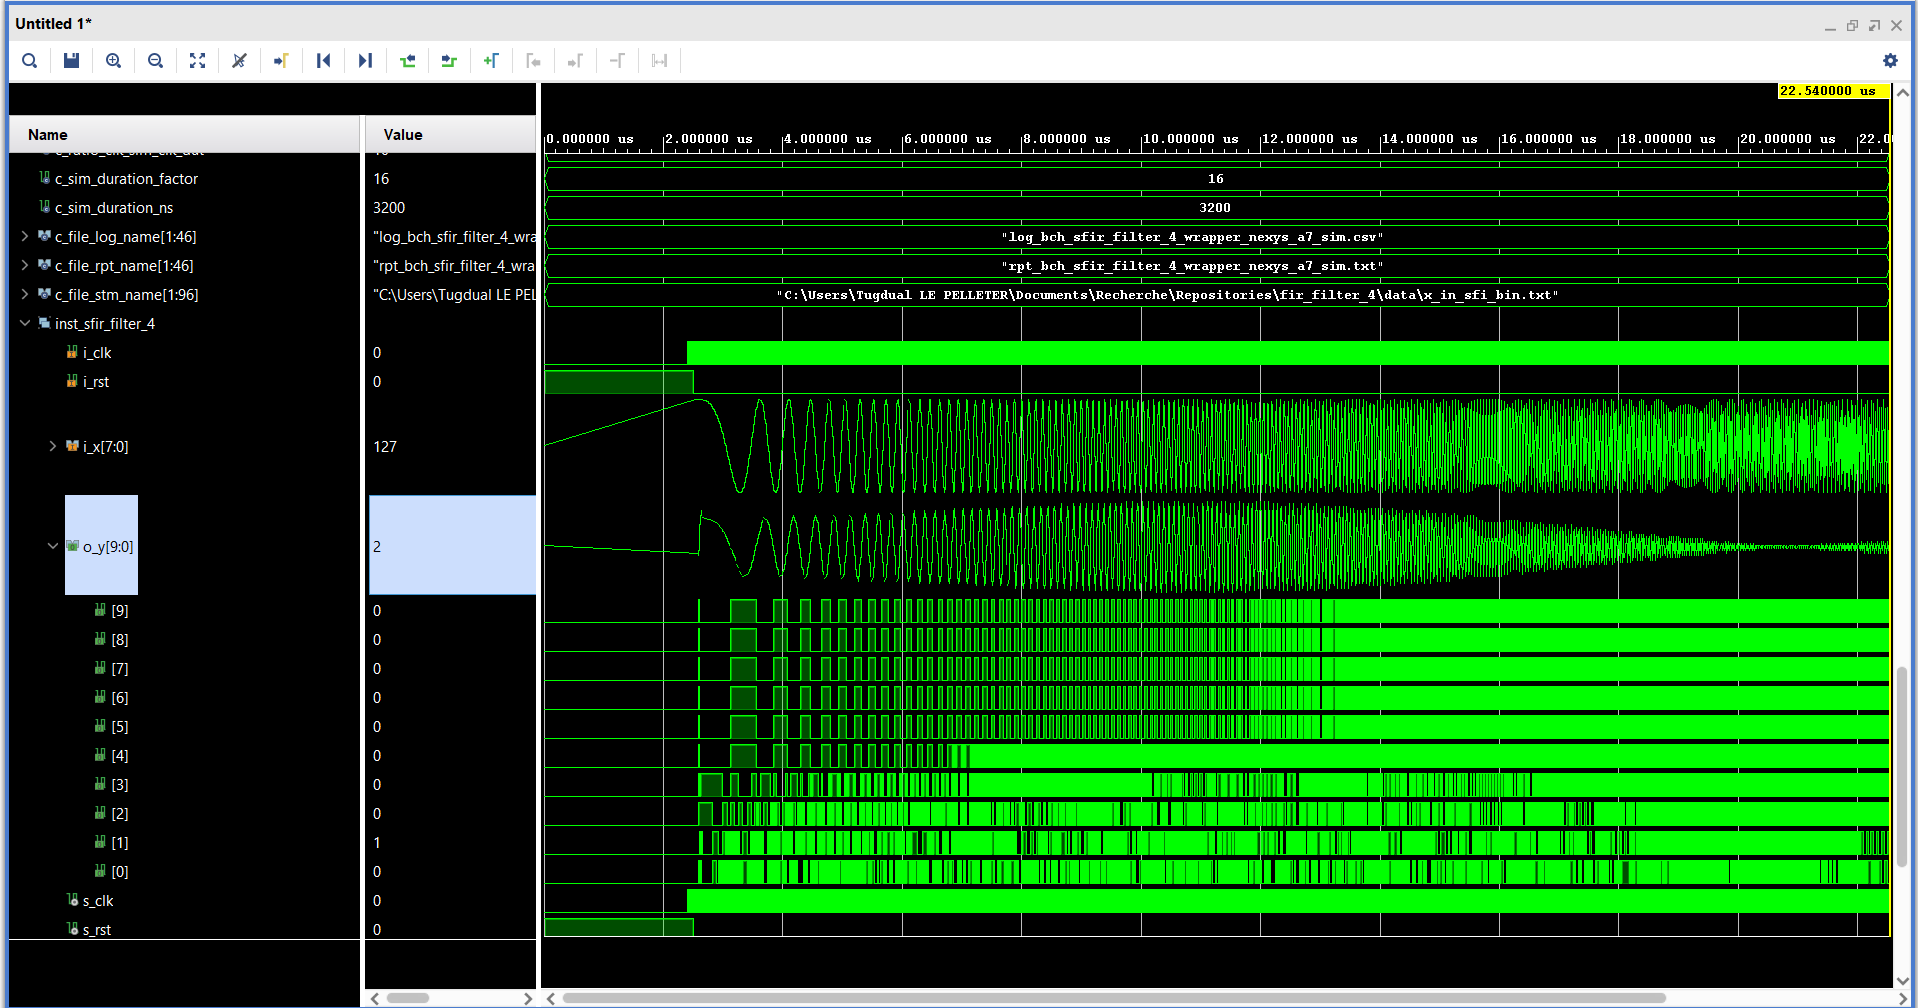 Untitled 1*
22.540000 us
Name
Value
0.000000 us 2.000000 us 4.000000 us 6.000000 us 8.000000 us 10.000000 us 12.000000 us 14.000000 us 16.000000 us 18.000000 us 20.000000 us 22.0
c_sim_duration_factor 16 16
c_sim_duration_ns 3200 3200
c_file_log_name[1:46] "log_bch_sfir_filter_4_wra "log_bch_sfir_filter_4_wrapper_nexys_a7_sim.csv"
c_file_rpt_name[1:46] "rpt_bch_sfir_filter_4_wra "rpt_bch_sfir_filter_4_wrapper_nexys_a7_sim.txt"
c_file_stm_name[1:96] "C:\Users\Tugdual LE PEL "C:\Users\Tugdual LE PELLETER\Documents\Recherche\Repositories\fir_filter_4\data\x_in_sfi_bin.txt"
inst_sfir_filter_4
i_clk 0
i_rst 0
i_x[7:0] 127
o_y[9:0] 2
[9] 0
[8] 0
[7] 0
[6] 0
[5] 0
[4] 0
[3] 0
[2] 0
[1] 1
[0] 0
s_clk 0
s_rst 0